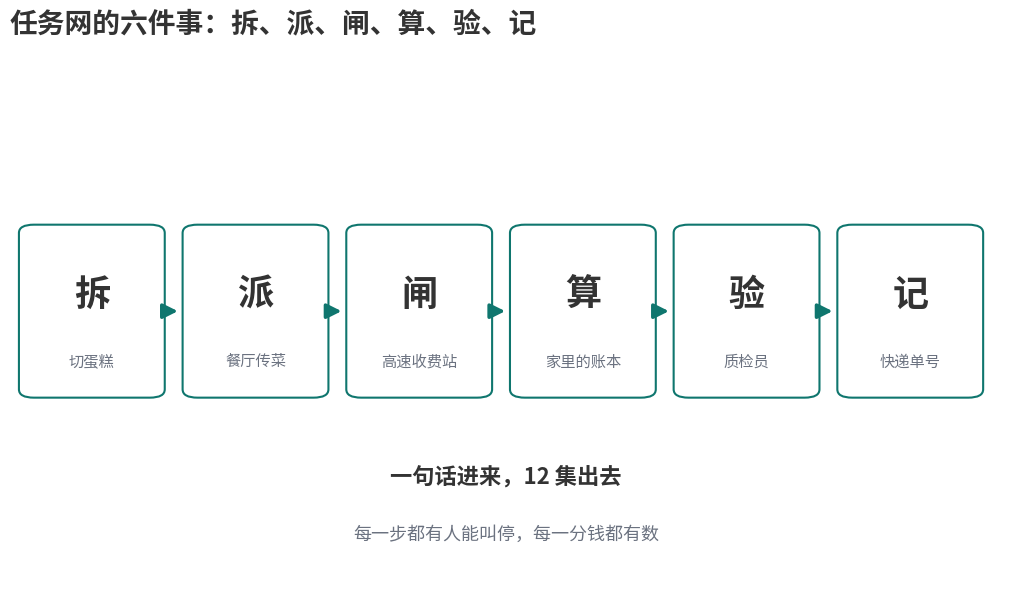 任务网的六件事：拆、派、闸、算、验、记
拆
派
闸
算
验
记
切蛋糕
餐厅传菜
高速收费站
家里的账本
质检员
快递单号
一句话进来，12 集出去
每一步都有人能叫停，每一分钱都有数